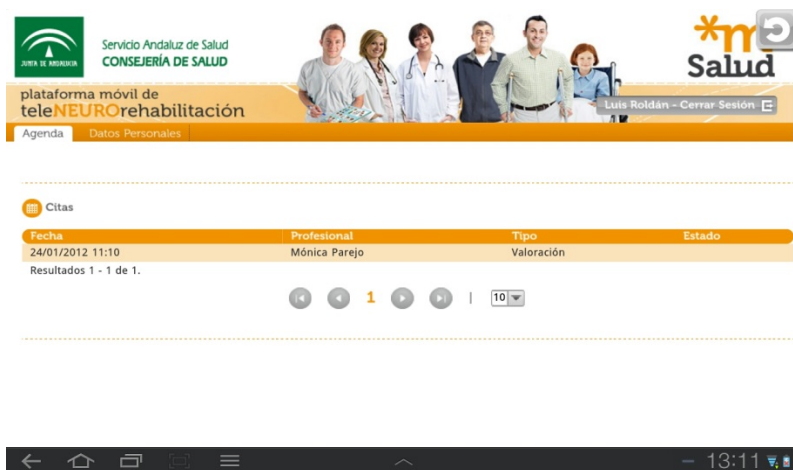 JUNTA DE ANDALUCIA
Servicio Andaluz de Salud
CONSEJERÍA DE SALUD
Salud
plataforma móvil de
teleNEUROrehabilitación
Luis Roldán - Cerrar Sesión
Agenda Datos Personales
Citas
Fecha Profesional Tipo Estado
24/01/2012 11:10 Mónica Parejo Valoración
Resultados 1 - 1 de 1.
1 | 10
13:11